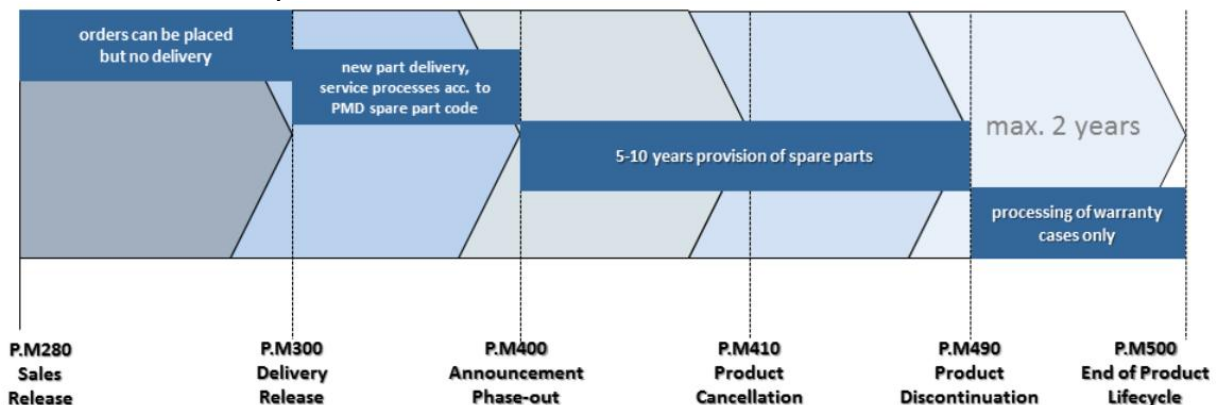 orders can be placed
but no delivery
new part delivery,
service processes acc. to
PMD spare part code
5-10 years provision of spare parts
max. 2 years
processing of warranty
cases only
P.M280
Sales
Release
P.M300
Delivery
Release
P.M400
Announcement
Phase-out
P.M410
Product
Cancellation
P.M490
Product
Discontinuation
P.M500
End of Product
Lifecycle